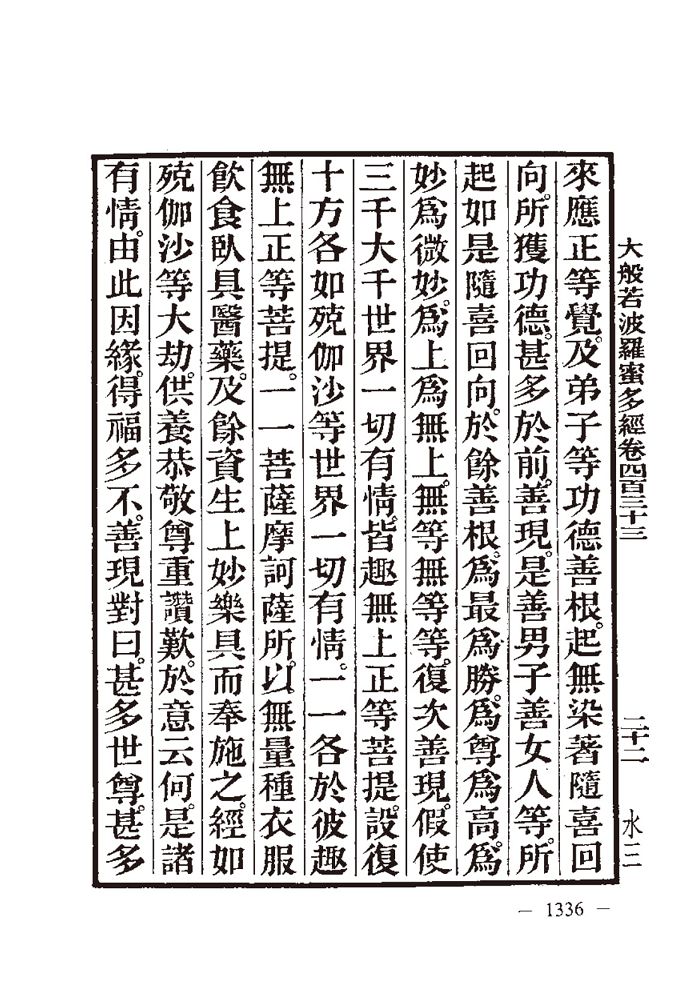 大般若波羅蜜多經卷四百三十三 二十二 水三
來應正等覺。及弟子等功德善根。起無染著隨喜回
向。所獲功德。甚多於前。善現。是善男子善女人等。所
起如是隨喜回向。於餘善根。爲最爲勝。爲尊爲高。爲
妙爲微妙。爲上爲無上。無等無等等。復次善現。假使
三千大千世界一切有情。皆趣無上正等菩提。設復
十方各如殑伽沙等世界一切有情。一一各於彼趣
無上正等菩提。一一菩薩摩訶薩所。以無量種衣服
飲食臥具醫藥。及餘資生上妙樂具而奉施之。經如
殑伽沙等大劫。供養恭敬尊重讚歎。於意云何。是諸
有情。由此因緣。得福多不。善現對曰。甚多世尊。甚多
— 1336 —